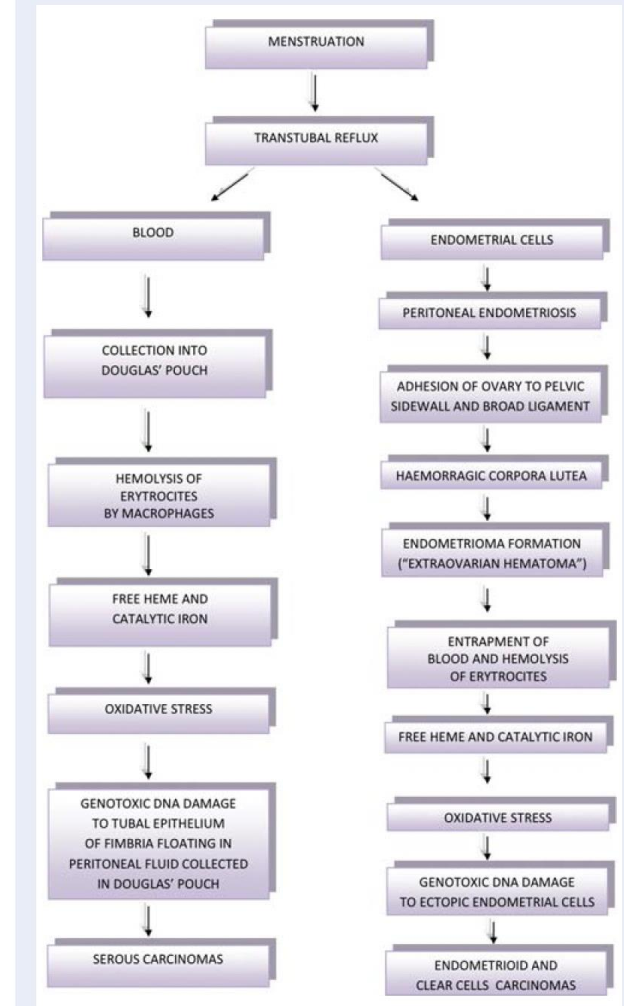 MENSTRUATION
TRANSTUBAL REFLUX
BLOOD
COLLECTION INTO
DOUGLAS' POUCH
HEMOLYSIS OF
ERYTROCITES
BY MACROPHAGES
FREE HEME AND
CATALYTIC IRON
OXIDATIVE STRESS
GENOTOXIC DNA DAMAGE
TO TUBAL EPITHELIUM
OF FIMBRIA FLOATING IN
PERITONEAL FLUID COLLECTED
IN DOUGLAS' POUCH
SEROUS CARCINOMAS
ENDOMETRIAL CELLS
PERITONEAL ENDOMETRIOSIS
ADHESION OF OVARY TO PELVIC
SIDEWALL AND BROAD LIGAMENT
HAEMORRAGIC CORPORA LUTEA
ENDOMETRIOMA FORMATION
("EXTRAOVARIAN HEMATOMA")
ENTRAPMENT OF
BLOOD AND HEMOLYSIS
OF ERYTROCITES
FREE HEME AND CATALYTIC IRON
OXIDATIVE STRESS
GENOTOXIC DNA DAMAGE
TO ECTOPIC ENDOMETRIAL CELLS
ENDOMETRIOID AND
CLEAR CELLS CARCINOMAS